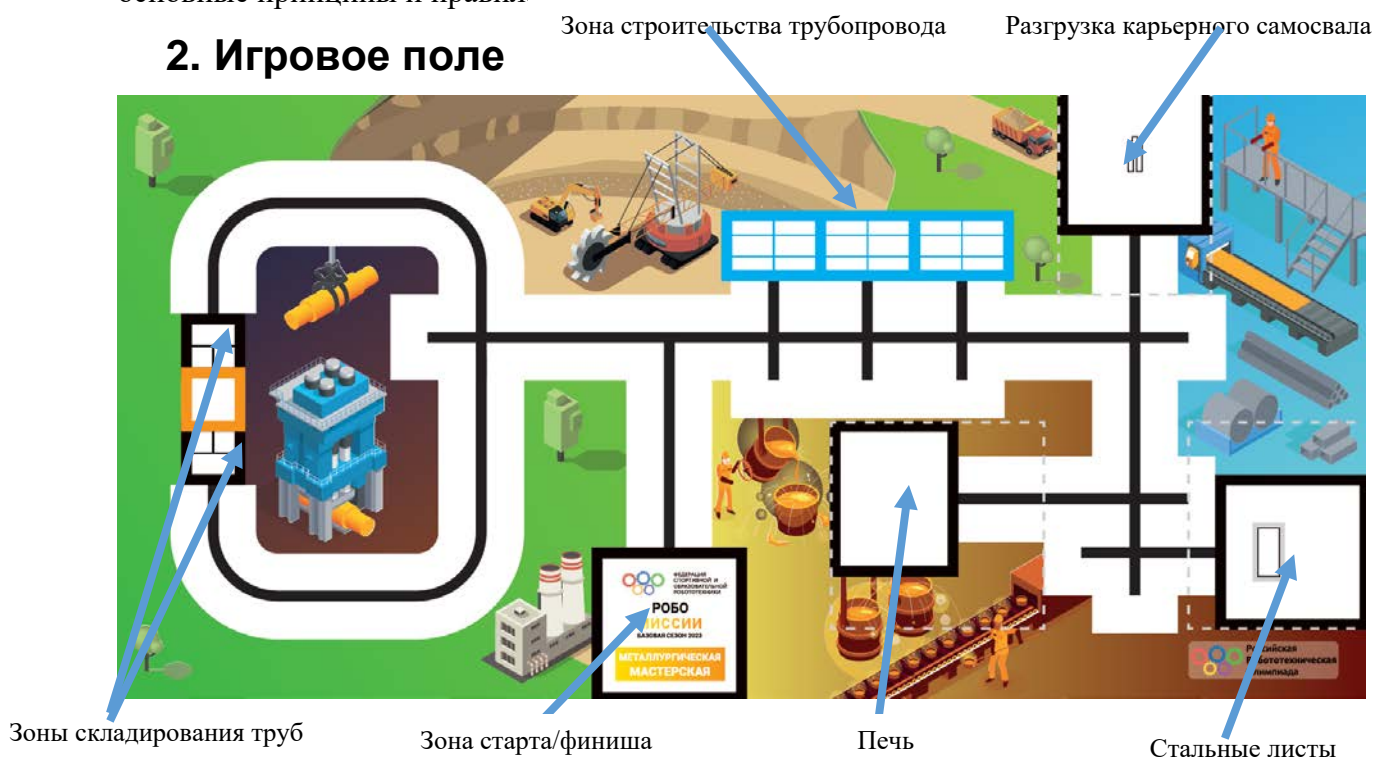 основные принципы и правил
2. Игровое поле
Зона строительства трубопровода
Разгрузка карьерного самосвала
ФЕДЕРАЦИЯ
СПОРТИВНОЙ И
ОБРАЗОВАТЕЛЬНОЙ
РОБОТОТЕХНИКИ
РОБО
МИССИИ
БАЗОВАЯ СЕЗОН 2023
МЕТАЛЛУРГИЧЕСКАЯ
МАСТЕРСКАЯ
Российская
Робототехническая
Олимпиада
Зоны складирования труб
Зона старта/финиша
Печь
Стальные листы